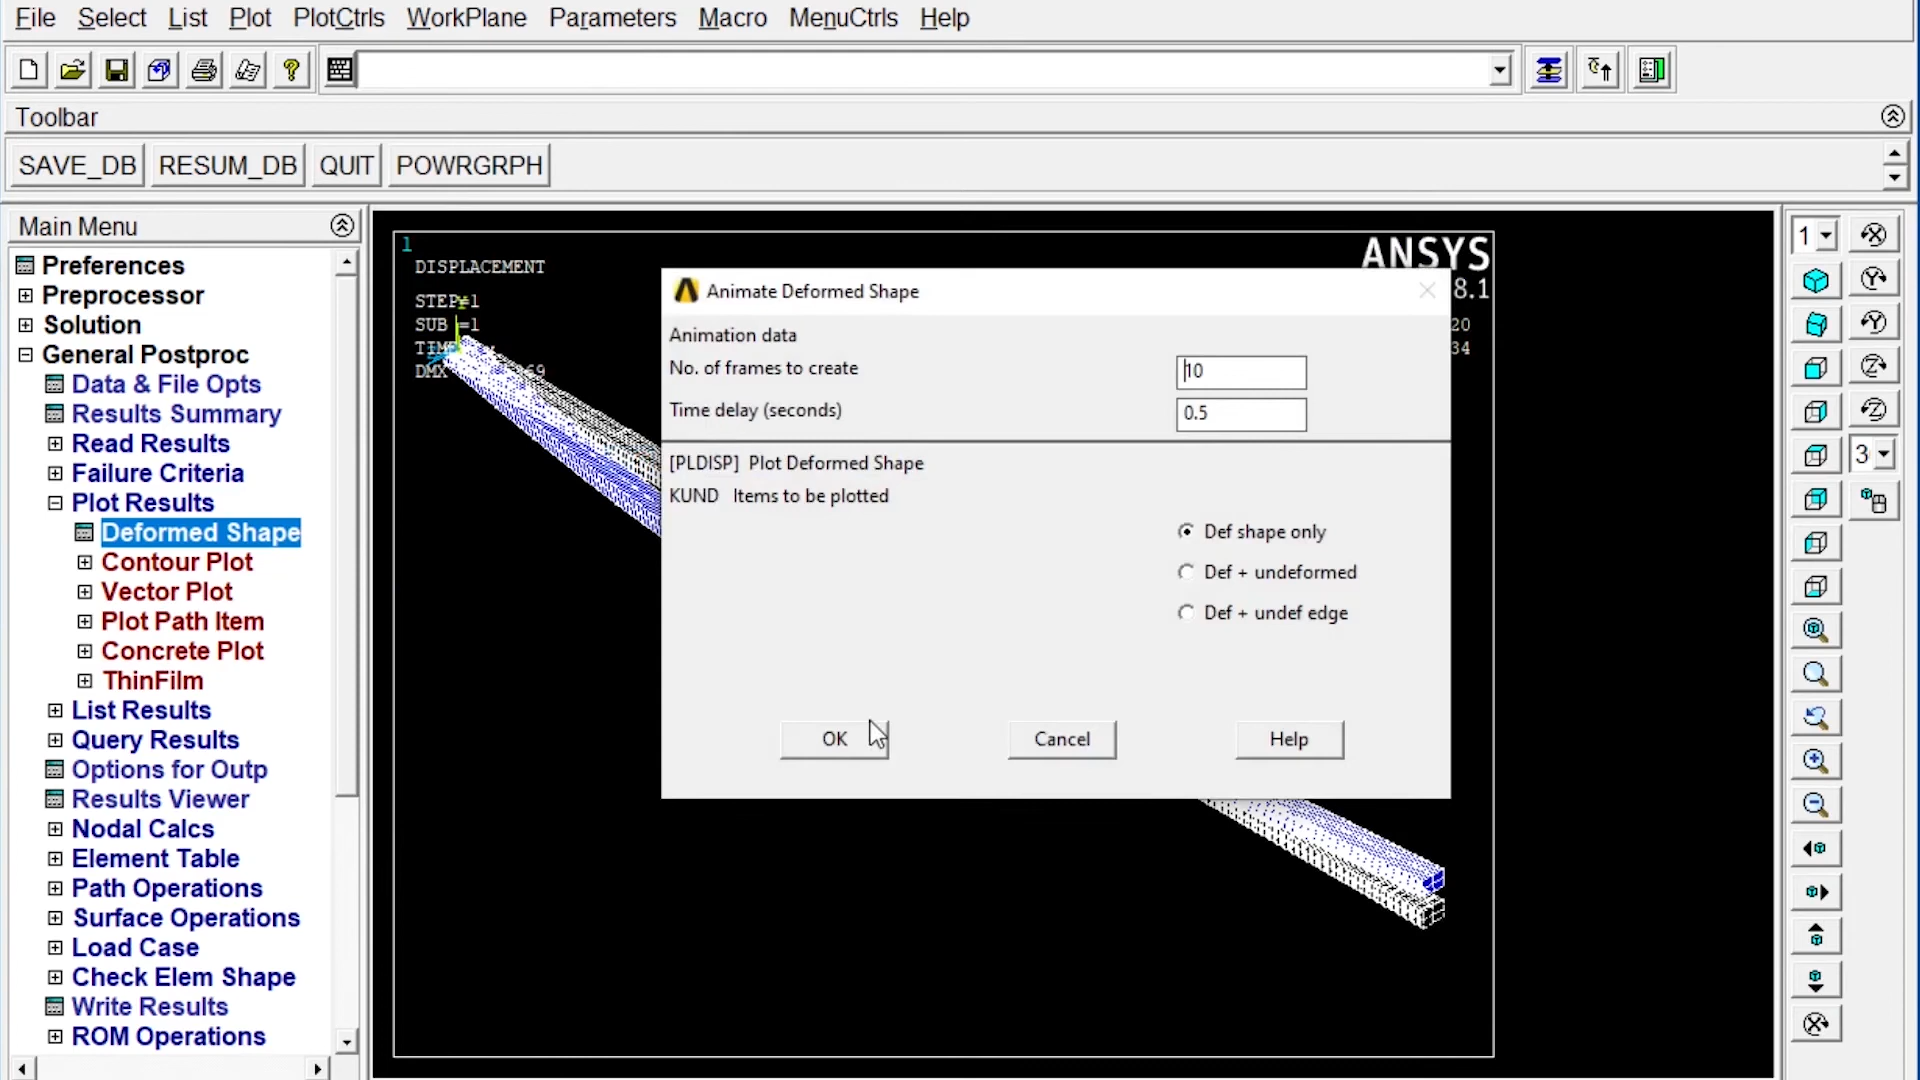 File Select List Plot PlotCtrls WorkPlane Parameters Macro MenuCtrls Help
Toolbar
SAVE_DB RESUM_DB QUIT POWRGRPH
Main Menu
Preferences
Preprocessor
Solution
General Postproc
Data & File Opts
Results Summary
Read Results
Failure Criteria
Plot Results
Deformed Shape
Contour Plot
Vector Plot
Plot Path Item
Concrete Plot
ThinFilm
List Results
Query Results
Options for Outp
Results Viewer
Nodal Calcs
Element Table
Path Operations
Surface Operations
Load Case
Check Elem Shape
Write Results
ROM Operations
1
DISPLACEMENT
STEP=1
SUB =1
TIME
DMX
ANSYS
8.1
20
34
Animate Deformed Shape
Animation data
No. of frames to create 10
Time delay (seconds) 0.5
[PLDISP] Plot Deformed Shape
KUND Items to be plotted
Def shape only
Def + undeformed
Def + undef edge
OK Cancel Help
1
3